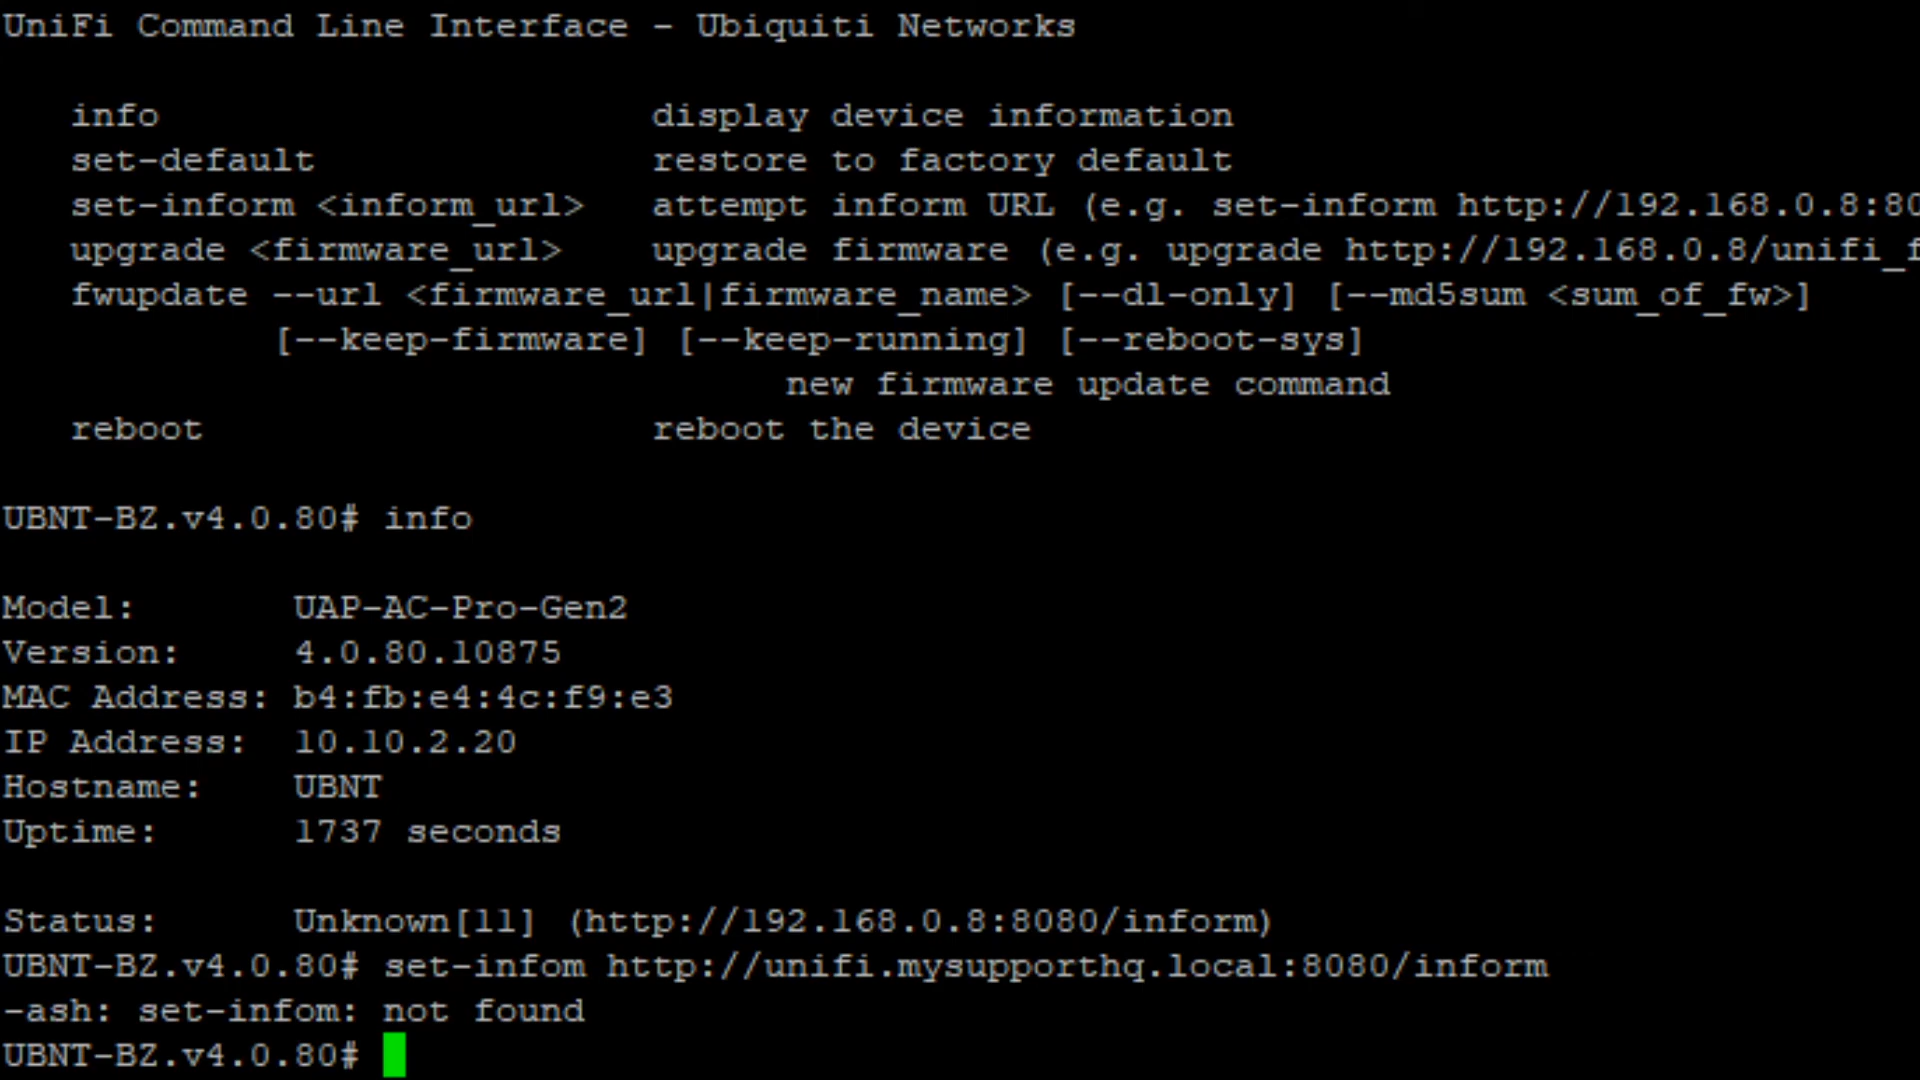 UniFi Command Line Interface - Ubiquiti Networks
info display device information
set-default restore to factory default
set-inform <inform_url> attempt inform URL (e.g. set-inform http://192.168.0.8:80
upgrade <firmware_url> upgrade firmware (e.g. upgrade http://192.168.0.8/unifi_f
fwupdate --url <firmware_url|firmware_name> [--dl-only] [--md5sum <sum_of_fw>]
[--keep-firmware] [--keep-running] [--reboot-sys]
new firmware update command
reboot reboot the device
UBNT-BZ.v4.0.80# info
Model: UAP-AC-Pro-Gen2
Version: 4.0.80.10875
MAC Address: b4:fb:e4:4c:f9:e3
IP Address: 10.10.2.20
Hostname: UBNT
Uptime: 1737 seconds
Status: Unknown[11] (http://192.168.0.8:8080/inform)
UBNT-BZ.v4.0.80# set-infom http://unifi.mysupporthq.local:8080/inform
-ash: set-infom: not found
UBNT-BZ.v4.0.80#